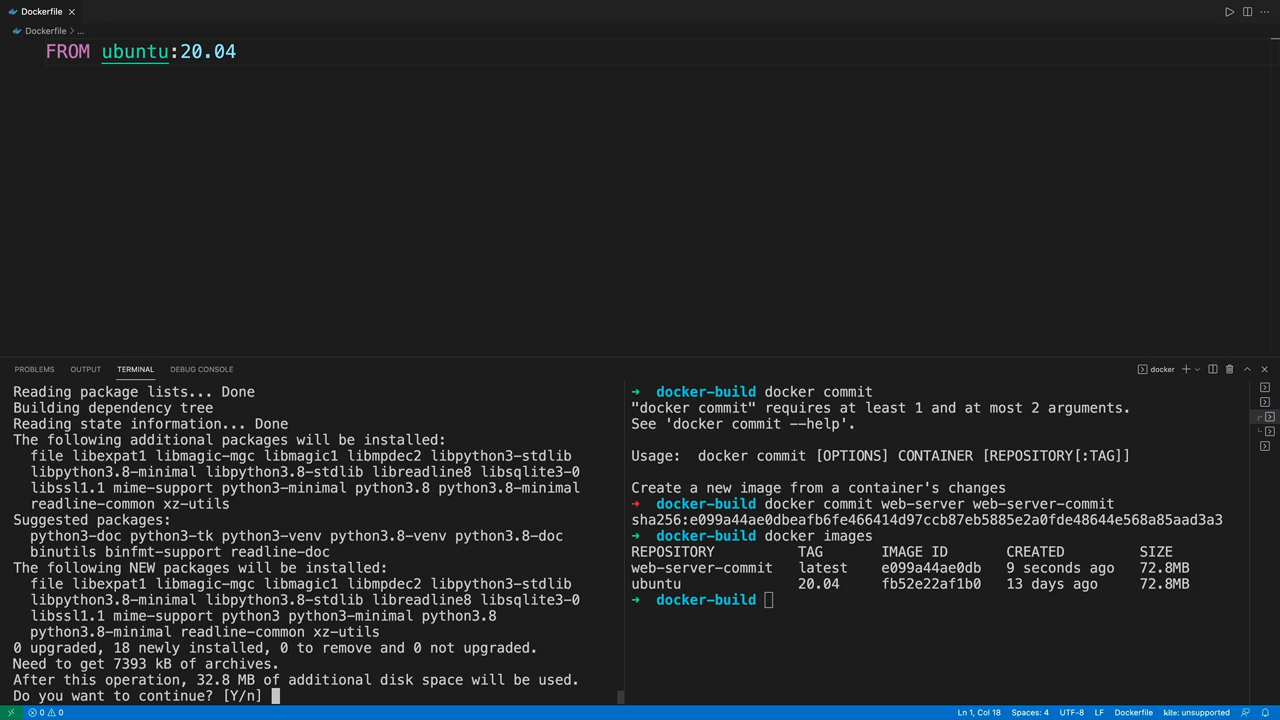 Dockerfile
Dockerfile > ...
FROM ubuntu:20.04
PROBLEMS OUTPUT TERMINAL DEBUG CONSOLE
docker
Reading package lists... Done
Building dependency tree
Reading state information... Done
The following additional packages will be installed:
file libexpat1 libmagic-mgc libmagic1 libmpdec2 libpython3-stdlib
libpython3.8-minimal libpython3.8-stdlib libreadline8 libsqlite3-0
libssl1.1 mime-support python3-minimal python3.8 python3.8-minimal
readline-common xz-utils
Suggested packages:
python3-doc python3-tk python3-venv python3.8-venv python3.8-doc
binutils binfmt-support readline-doc
The following NEW packages will be installed:
file libexpat1 libmagic-mgc libmagic1 libmpdec2 libpython3-stdlib
libpython3.8-minimal libpython3.8-stdlib libreadline8 libsqlite3-0
libssl1.1 mime-support python3 python3-minimal python3.8
python3.8-minimal readline-common xz-utils
0 upgraded, 18 newly installed, 0 to remove and 0 not upgraded.
Need to get 7393 kB of archives.
After this operation, 32.8 MB of additional disk space will be used.
Do you want to continue? [Y/n]
→ docker-build docker commit
"docker commit" requires at least 1 and at most 2 arguments.
See 'docker commit --help'.
Usage:  docker commit [OPTIONS] CONTAINER [REPOSITORY[:TAG]]
Create a new image from a container's changes
→ docker-build docker commit web-server web-server-commit
sha256:e099a44ae0dbeafb6fe466414d97ccb87eb5885e2a0fde48644e568a85aad3a3
→ docker-build docker images
REPOSITORY TAG IMAGE ID CREATED SIZE
web-server-commit latest e099a44ae0db 9 seconds ago 72.8MB
ubuntu 20.04 fb52e22af1b0 13 days ago 72.8MB
→ docker-build
0 0 Ln 1, Col 18 Spaces: 4 UTF-8 LF Dockerfile kite: unsupported